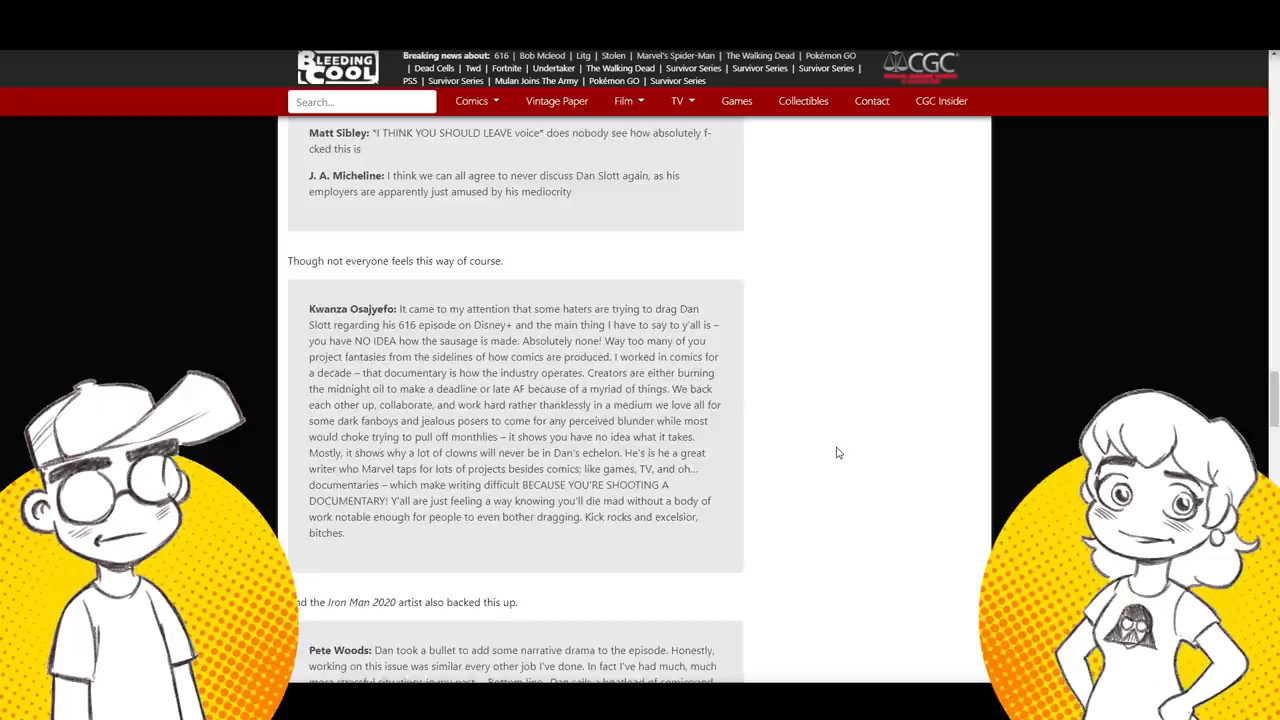 BLEEDING COOL
Breaking news about: 616 | Bob Mcleod | Litg | Stolen | Marvel's Spider-Man | The Walking Dead | Pokémon GO
| Dead Cells | Twd | Fortnite | Undertaker | The Walking Dead | Survivor Series | Survivor Series | Survivor Series |
PS5 | Survivor Series | Mulan Joins The Army | Pokémon GO | Survivor Series
CGC
Search...
Comics
Vintage Paper
Film
TV
Games
Collectibles
Contact
CGC Insider
Matt Sibley: *I THINK YOU SHOULD LEAVE voice* does nobody see how absolutely f-
cked this is
J. A. Micheline: I think we can all agree to never discuss Dan Slott again, as his
employers are apparently just amused by his mediocrity
Though not everyone feels this way of course.
Kwanza Osajyefo: It came to my attention that some haters are trying to drag Dan
Slott regarding his 616 episode on Disney+ and the main thing I have to say to y'all is –
you have NO IDEA how the sausage is made. Absolutely none! Way too many of you
project fantasies from the sidelines of how comics are produced. I worked in comics for
a decade – that documentary is how the industry operates. Creators are either burning
the midnight oil to make a deadline or late AF because of a myriad of things. We back
each other up, collaborate, and work hard rather thanklessly in a medium we love all for
some dark fanboys and jealous posers to come for any perceived blunder while most
would choke trying to pull off monthlies – it shows you have no idea what it takes.
Mostly, it shows why a lot of clowns will never be in Dan's echelon. He's is he a great
writer who Marvel taps for lots of projects besides comics; like games, TV, and oh…
documentaries – which make writing difficult BECAUSE YOU'RE SHOOTING A
DOCUMENTARY! Y'all are just feeling a way knowing you'll die mad without a body of
work notable enough for people to even bother dragging. Kick rocks and excelsior,
bitches.
nd the Iron Man 2020 artist also backed this up.
Pete Woods: Dan took a bullet to add some narrative drama to the episode. Honestly,
working on this issue was similar every other job I've done. In fact I've had much, much